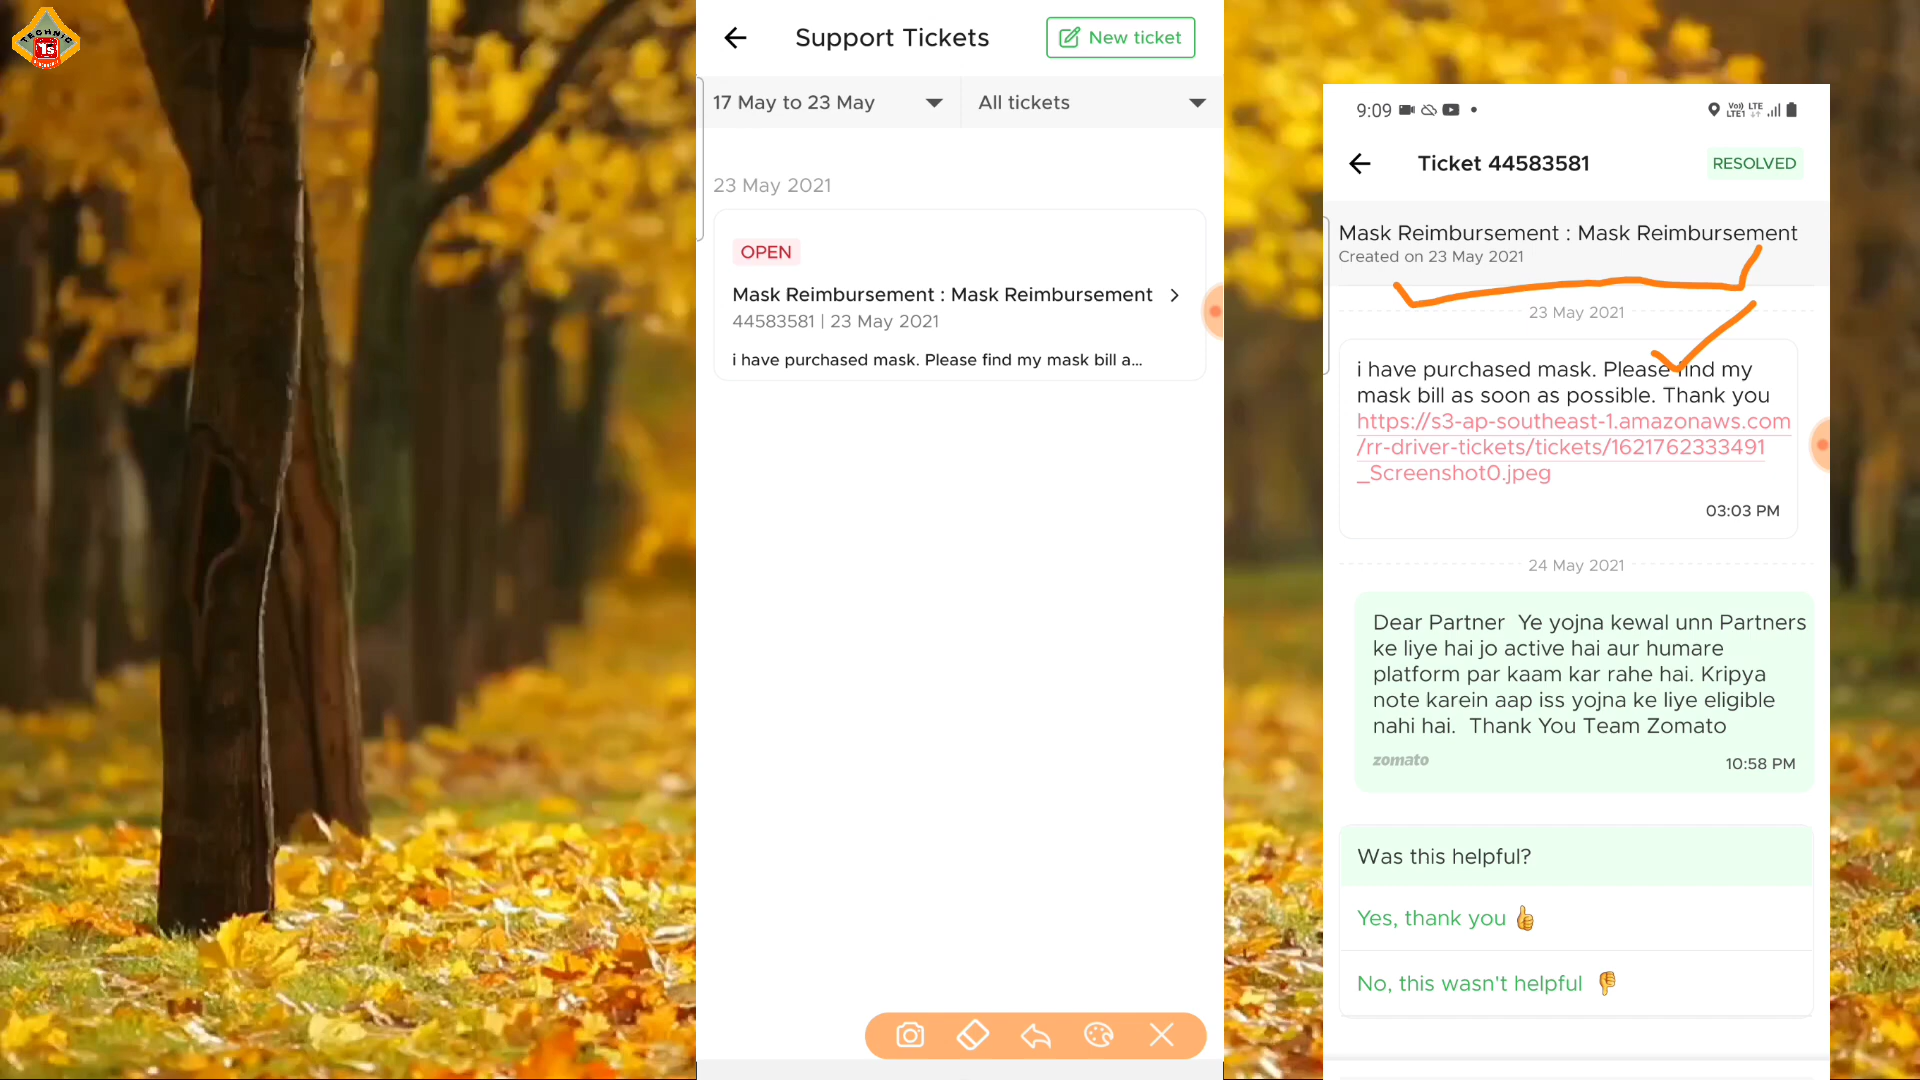 TECHNIC
Ts
Support Tickets
New ticket
17 May to 23 May
All tickets
23 May 2021
OPEN
Mask Reimbursement : Mask Reimbursement
44583581 | 23 May 2021
i have purchased mask. Please find my mask bill a...
9:09
Vo)) LTE
LTE1
Ticket 44583581
RESOLVED
Mask Reimbursement : Mask Reimbursement
Created on 23 May 2021
23 May 2021
i have purchased mask. Please find my
mask bill as soon as possible. Thank you
https://s3-ap-southeast-1.amazonaws.com
/rr-driver-tickets/tickets/1621762333491
_Screenshot0.jpeg
03:03 PM
24 May 2021
Dear Partner  Ye yojna kewal unn Partners
ke liye hai jo active hai aur humare
platform par kaam kar rahe hai. Kripya
note karein aap iss yojna ke liye eligible
nahi hai.  Thank You Team Zomato
zomato
10:58 PM
Was this helpful?
Yes, thank you 👍
No, this wasn't helpful 👎